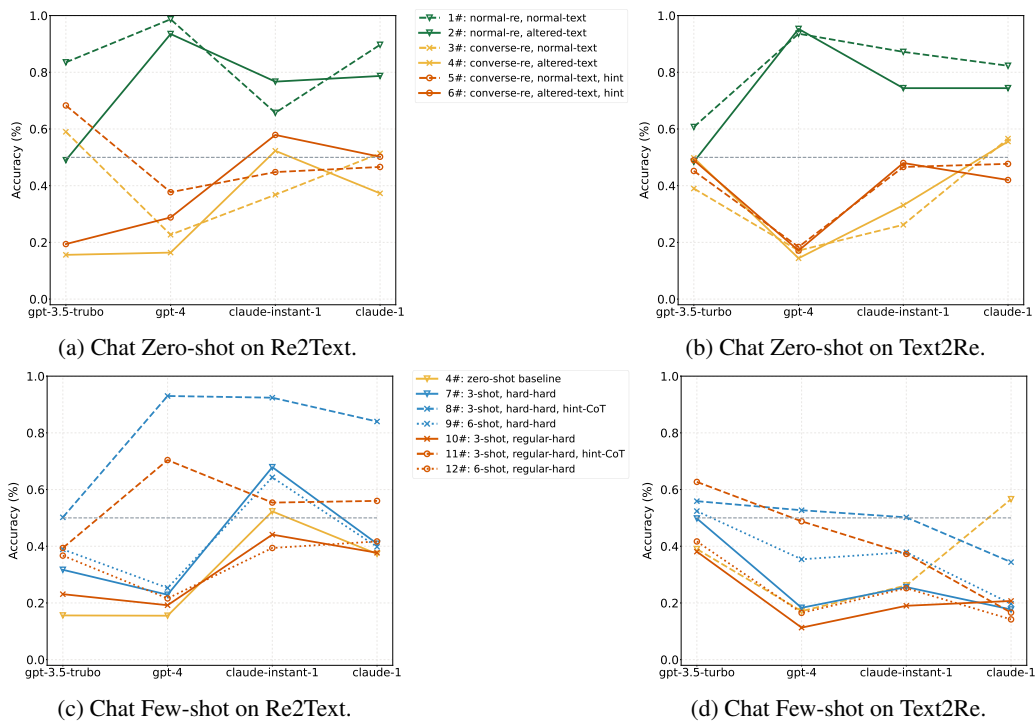 1.0
0.8
0.6
0.4
0.2
0.0
Accuracy (%)
gpt-3.5-trubo gpt-4 claude-instant-1 claude-1
(a) Chat Zero-shot on Re2Text.
1#: normal-re, normal-text
2#: normal-re, altered-text
3#: converse-re, normal-text
4#: converse-re, altered-text
5#: converse-re, normal-text, hint
6#: converse-re, altered-text, hint
1.0
0.8
0.6
0.4
0.2
0.0
Accuracy (%)
gpt-3.5-turbo gpt-4 claude-instant-1 claude-1
(b) Chat Zero-shot on Text2Re.
1.0
0.8
0.6
0.4
0.2
0.0
Accuracy (%)
gpt-3.5-trubo gpt-4 claude-instant-1 claude-1
(c) Chat Few-shot on Re2Text.
4#: zero-shot baseline
7#: 3-shot, hard-hard
8#: 3-shot, hard-hard, hint-CoT
9#: 6-shot, hard-hard
10#: 3-shot, regular-hard
11#: 3-shot, regular-hard, hint-CoT
12#: 6-shot, regular-hard
1.0
0.8
0.6
0.4
0.2
0.0
Accuracy (%)
gpt-3.5-turbo gpt-4 claude-instant-1 claude-1
(d) Chat Few-shot on Text2Re.